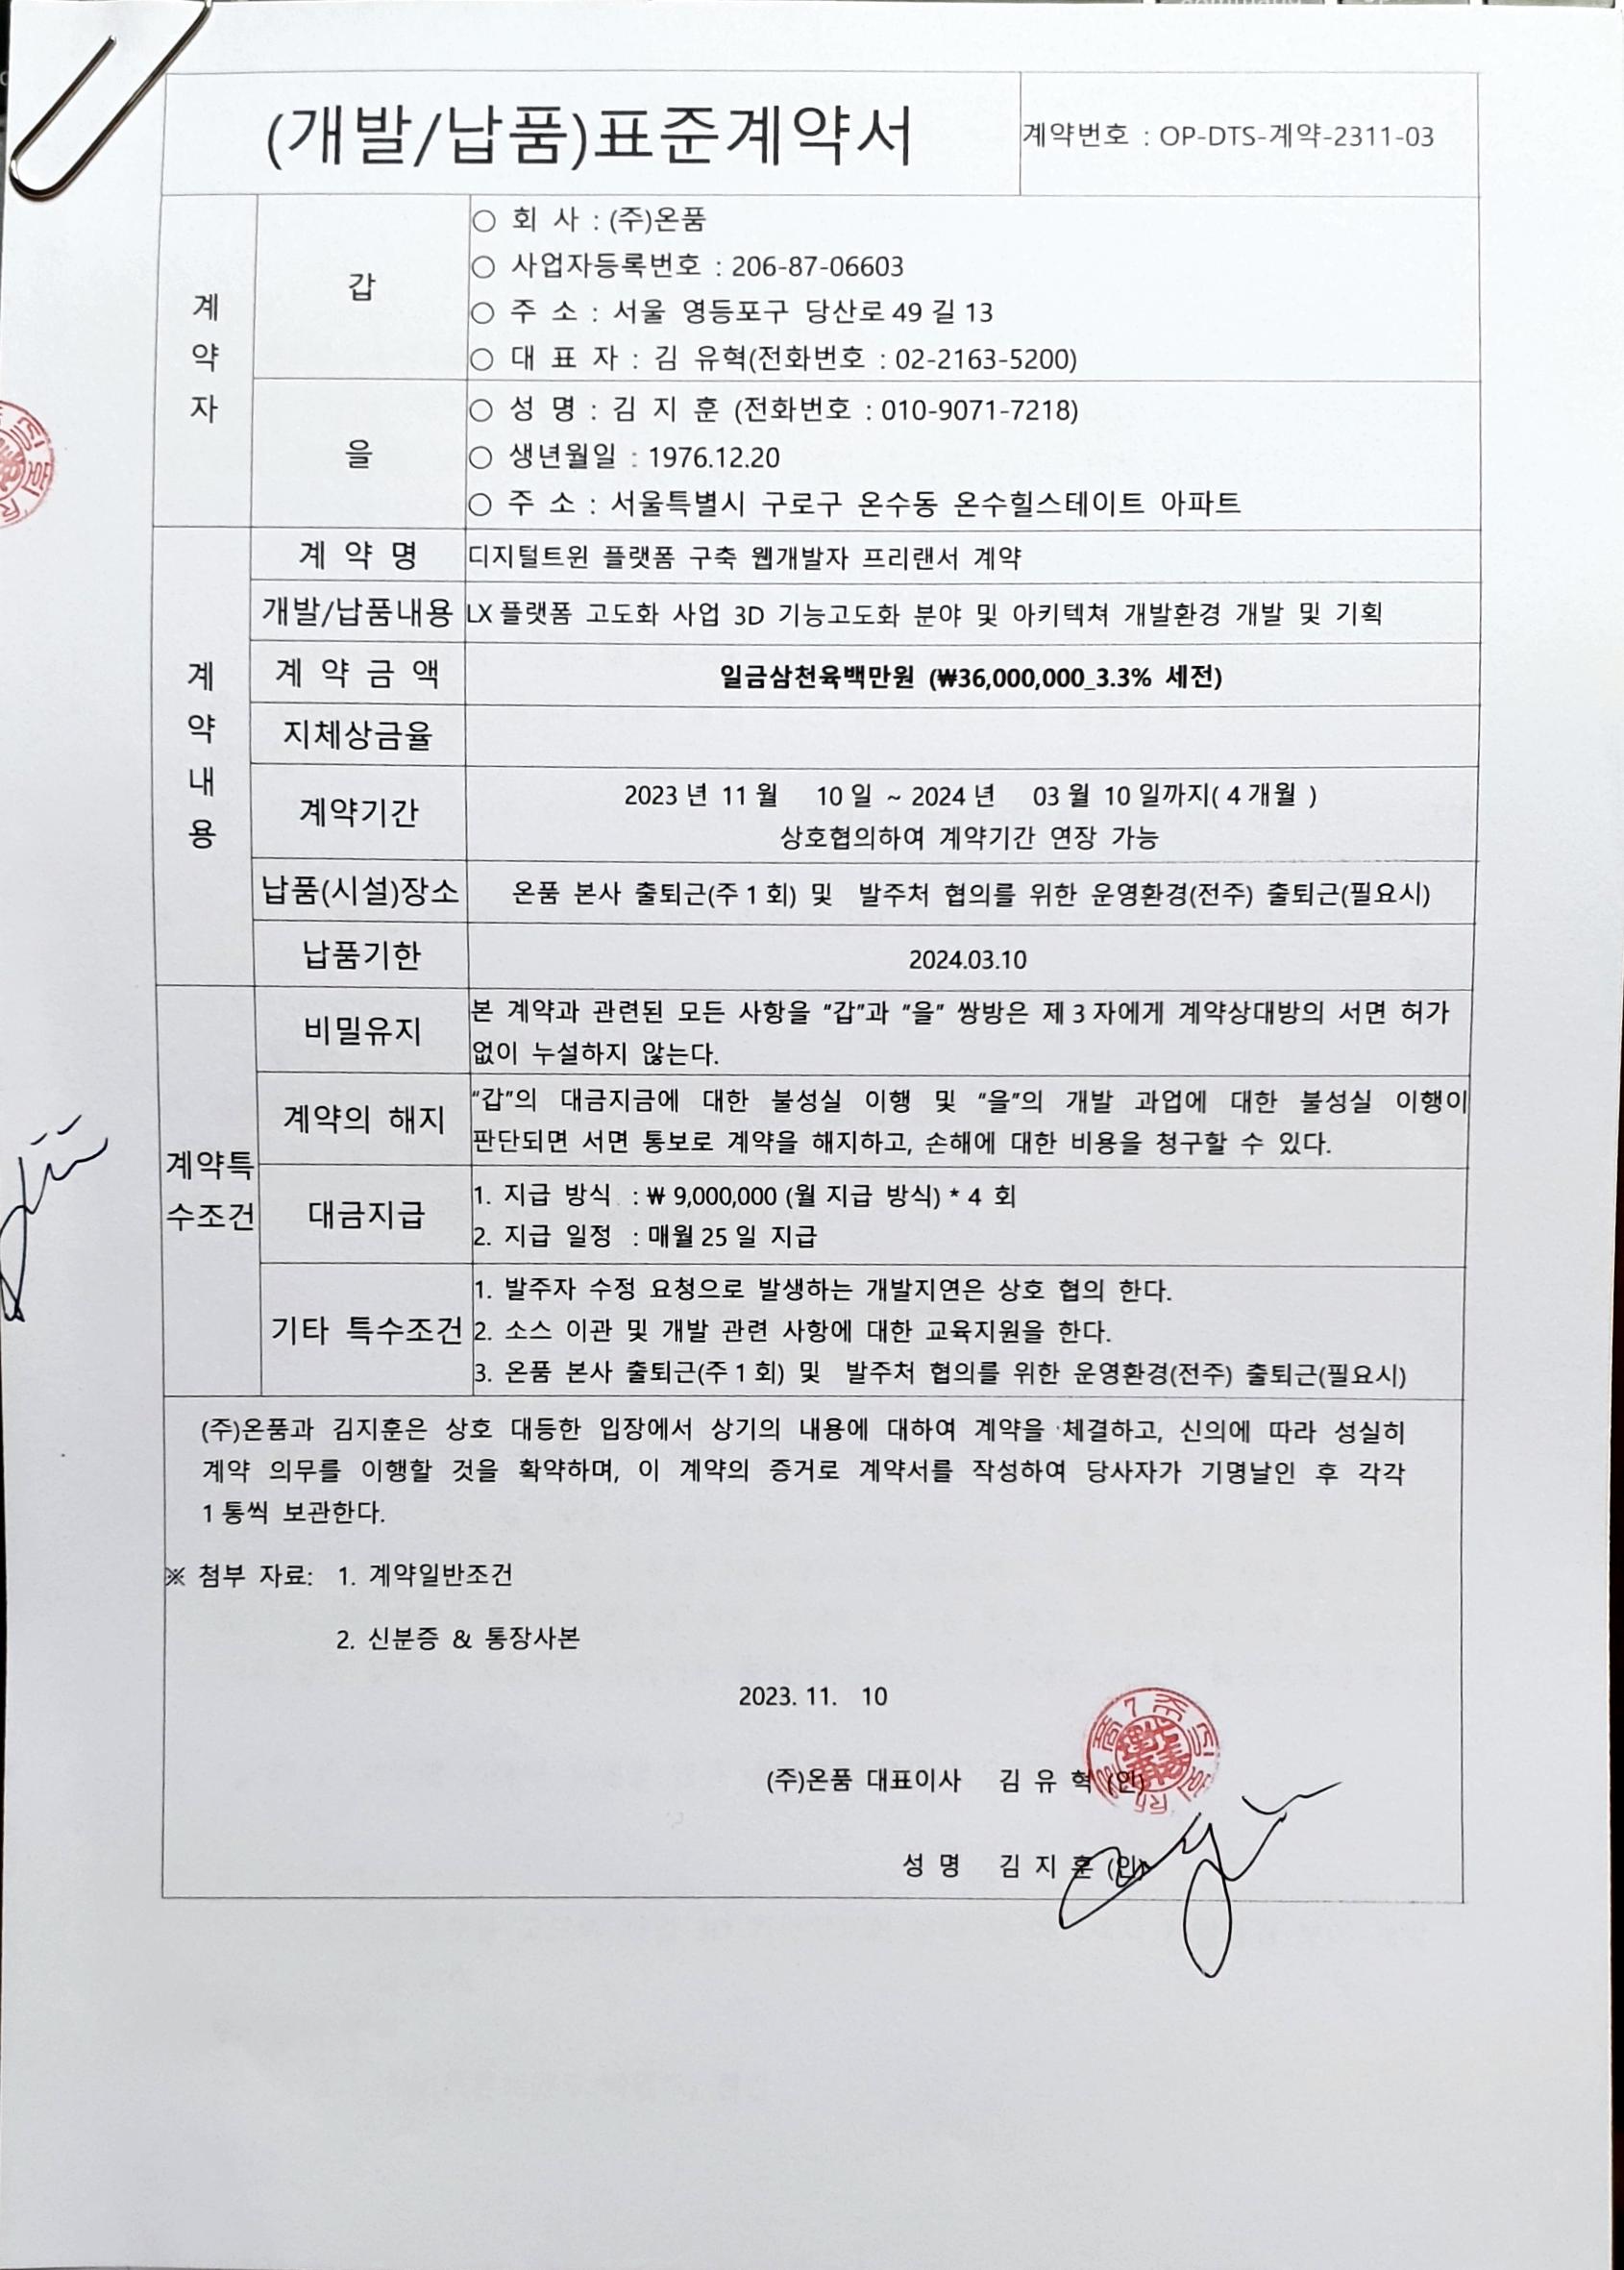 (개발/납품)표준계약서
계약번호 : OP-DTS-계약-2311-03
계약자
갑
○ 회 사 : (주)온품
○ 사업자등록번호 : 206-87-06603
○ 주 소 : 서울 영등포구 당산로 49 길 13
○ 대 표 자 : 김 유혁(전화번호 : 02-2163-5200)
을
○ 성 명 : 김 지 훈 (전화번호 : 010-9071-7218)
○ 생년월일 : 1976.12.20
○ 주 소 : 서울특별시 구로구 온수동 온수힐스테이트 아파트
계약내용
계 약 명 디지털트윈 플랫폼 구축 웹개발자 프리랜서 계약
개발/납품내용 LX 플랫폼 고도화 사업 3D 기능고도화 분야 및 아키텍쳐 개발환경 개발 및 기획
계 약 금 액 일금삼천육백만원 (₩36,000,000_3.3% 세전)
지체상금율
계약기간
2023 년 11 월 10 일 ~ 2024 년 03 월 10 일까지( 4 개월 )
상호협의하여 계약기간 연장 가능
납품(시설)장소 온품 본사 출퇴근(주 1 회) 및 발주처 협의를 위한 운영환경(전주) 출퇴근(필요시)
납품기한 2024.03.10
계약특수조건
비밀유지
본 계약과 관련된 모든 사항을 "갑"과 "을" 쌍방은 제 3 자에게 계약상대방의 서면 허가
없이 누설하지 않는다.
계약의 해지
"갑"의 대금지금에 대한 불성실 이행 및 "을"의 개발 과업에 대한 불성실 이행이
판단되면 서면 통보로 계약을 해지하고, 손해에 대한 비용을 청구할 수 있다.
대금지급
1. 지급 방식 : ₩ 9,000,000 (월 지급 방식) * 4 회
2. 지급 일정 : 매월 25 일 지급
기타 특수조건
1. 발주자 수정 요청으로 발생하는 개발지연은 상호 협의 한다.
2. 소스 이관 및 개발 관련 사항에 대한 교육지원을 한다.
3. 온품 본사 출퇴근(주 1 회) 및 발주처 협의를 위한 운영환경(전주) 출퇴근(필요시)
(주)온품과 김지훈은 상호 대등한 입장에서 상기의 내용에 대하여 계약을 체결하고, 신의에 따라 성실히
계약 의무를 이행할 것을 확약하며, 이 계약의 증거로 계약서를 작성하여 당사자가 기명날인 후 각각
1 통씩 보관한다.
※ 첨부 자료: 1. 계약일반조건
2. 신분증 & 통장사본
2023. 11. 10
(주)온품 대표이사 김 유 혁 (인)
성 명 김 지 훈 (인)